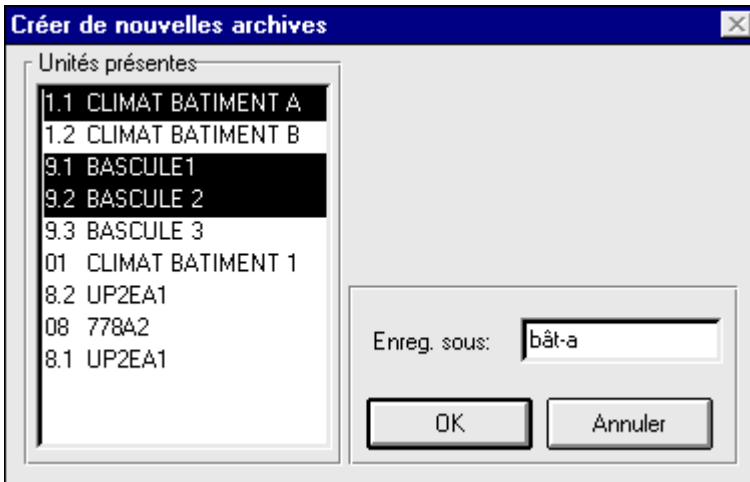 Créer de nouvelles archives
Unités présentes
1.1 CLIMAT BATIMENT A
1.2 CLIMAT BATIMENT B
9.1 BASCULE1
9.2 BASCULE 2
9.3 BASCULE 3
01 CLIMAT BATIMENT 1
8.2 UP2EA1
08 778A2
8.1 UP2EA1
Enreg. sous: bât-a
OK Annuler